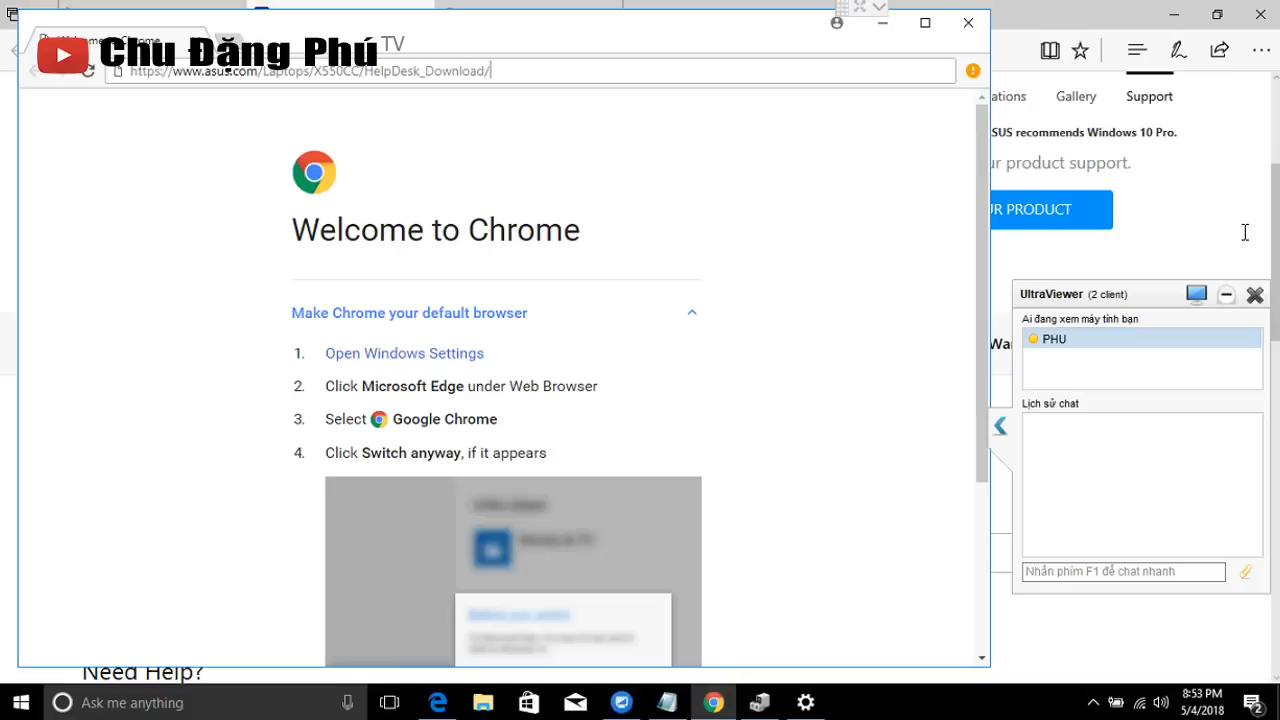 Chu Đăng Phú TV
https://www.asus.com/Laptops/X550CC/HelpDesk_Download/
ations Gallery Support
SUS recommends Windows 10 Pro.
ur product support.
UR PRODUCT
Welcome to Chrome
Make Chrome your default browser
1. Open Windows Settings
2. Click Microsoft Edge under Web Browser
3. Select Google Chrome
4. Click Switch anyway, if it appears
UltraViewer (2 client)
Ai đang xem máy tính bạn
PHU
War
Lịch sử chat
Nhấn phím F1 để chat nhanh
Need Help?
Ask me anything
8:53 PM
5/4/2018
2